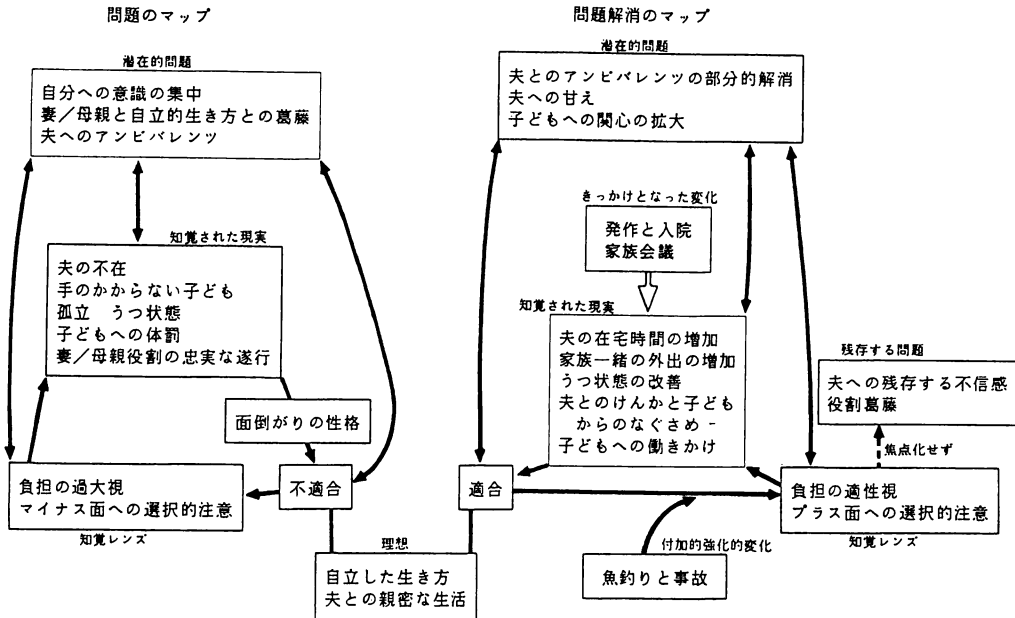 問題のマップ
潜在的問題
自分への意識の集中
妻／母親と自立的生き方との葛藤
夫へのアンビバレンツ
知覚された現実
夫の不在
手のかからない子ども
孤立　うつ状態
子どもへの体罰
妻／母親役割の忠実な遂行
面倒がりの性格
不適合
負担の過大視
マイナス面への選択的注意
知覚レンズ
理想
自立した生き方
夫との親密な生活
問題解消のマップ
潜在的問題
夫とのアンビバレンツの部分的解消
夫への甘え
子どもへの関心の拡大
きっかけとなった変化
発作と入院
家族会議
知覚された現実
夫の在宅時間の増加
家族一緒の外出の増加
うつ状態の改善
夫とのけんかと子ども
からのなぐさめ -
子どもへの働きかけ
適合
残存する問題
夫への残存する不信感
役割葛藤
焦点化せず
負担の適性視
プラス面への選択的注意
知覚レンズ
付加的強化的変化
魚釣りと事故